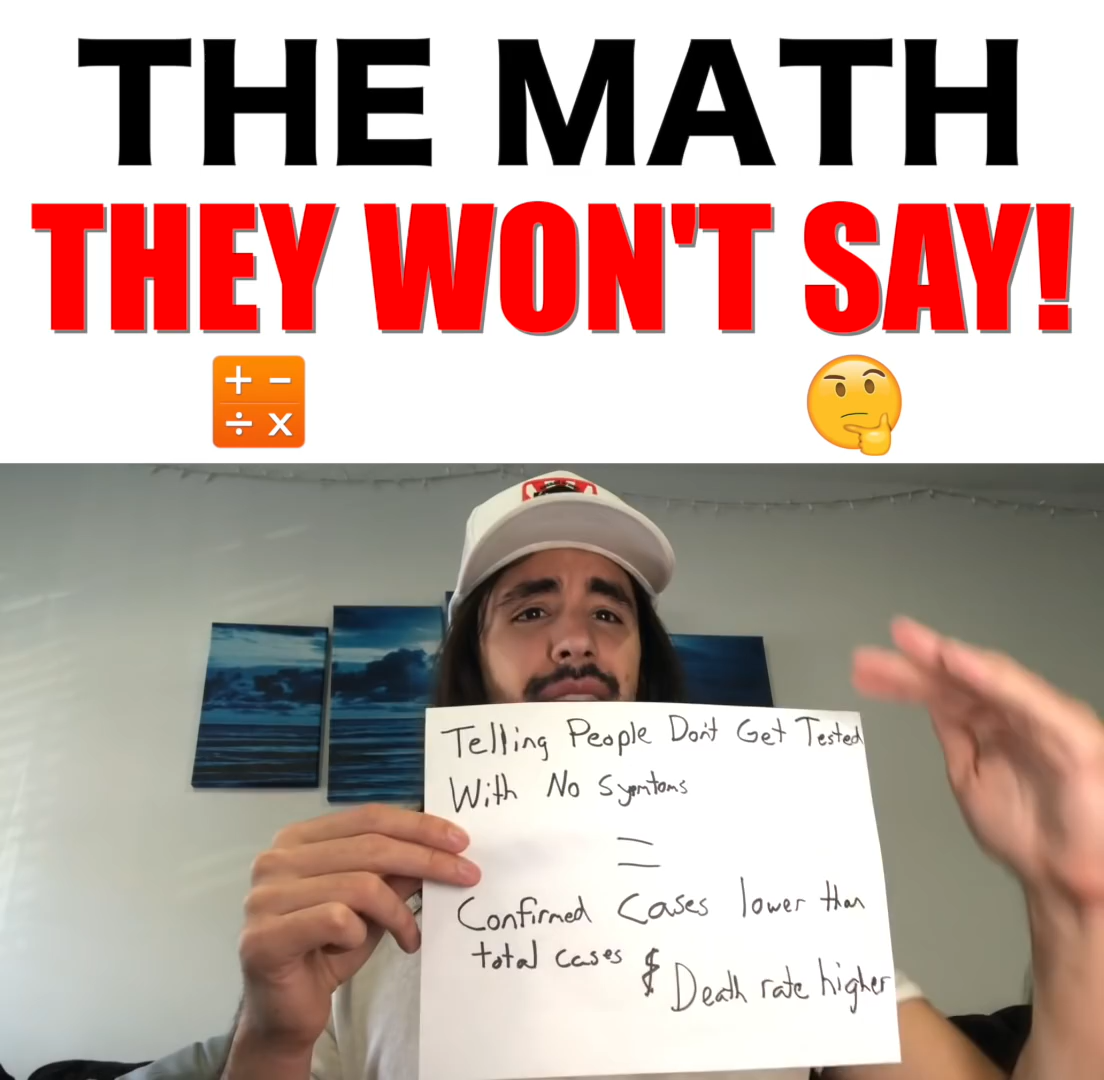 THE MATH
THEY WON'T SAY!
Telling People Don't Get Tested
With No Symtoms
=
Confirmed Cases lower than
total cases & Death rate higher